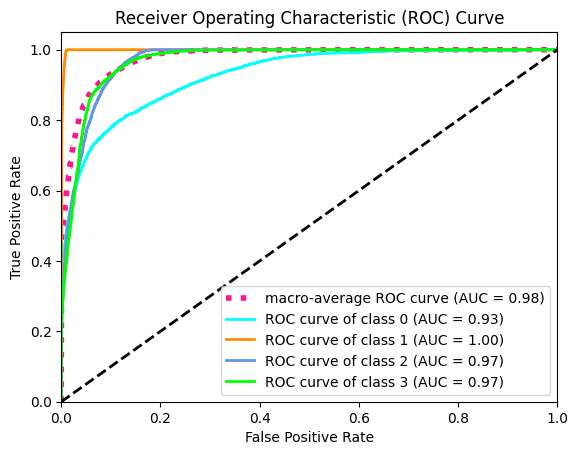 Receiver Operating Characteristic (ROC) Curve
True Positive Rate
1.0
0.8
0.6
0.4
0.2
0.0
macro-average ROC curve (AUC = 0.98)
ROC curve of class 0 (AUC = 0.93)
ROC curve of class 1 (AUC = 1.00)
ROC curve of class 2 (AUC = 0.97)
ROC curve of class 3 (AUC = 0.97)
0.0 0.2 0.4 0.6 0.8 1.0
False Positive Rate